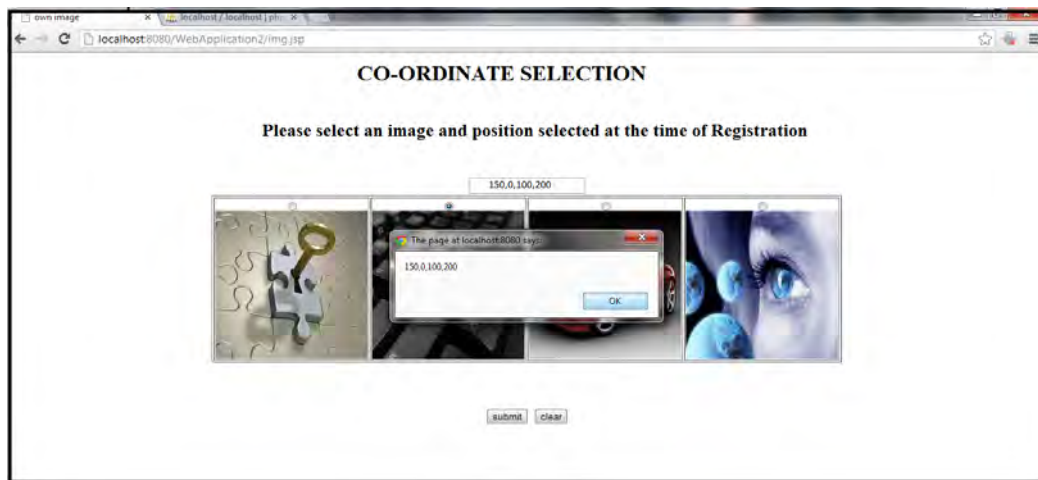 own image
localhost / localhost | ph
localhost:8080/WebApplication2/img.jsp
CO-ORDINATE SELECTION
Please select an image and position selected at the time of Registration
150,0,100,200
The page at localhost:8080 says:
150,0,100,200
OK
submit clear